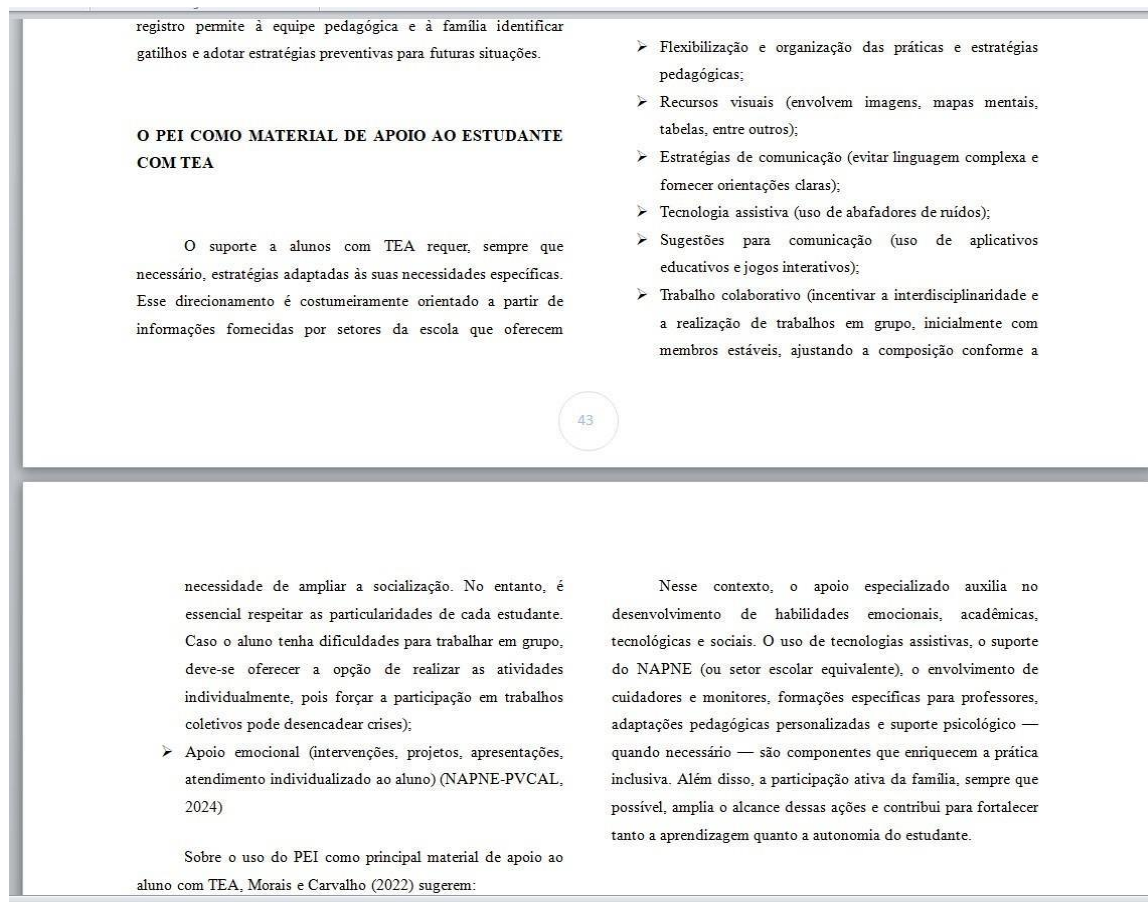 registro permite à equipe pedagógica e à família identificar
gatilhos e adotar estratégias preventivas para futuras situações.
O PEI COMO MATERIAL DE APOIO AO ESTUDANTE
COM TEA
O suporte a alunos com TEA requer, sempre que
necessário, estratégias adaptadas às suas necessidades específicas.
Esse direcionamento é costumeiramente orientado a partir de
informações fornecidas por setores da escola que oferecem
➢ Flexibilização e organização das práticas e estratégias
pedagógicas;
➢ Recursos visuais (envolvem imagens, mapas mentais,
tabelas, entre outros);
➢ Estratégias de comunicação (evitar linguagem complexa e
fornecer orientações claras);
➢ Tecnologia assistiva (uso de abafadores de ruídos);
➢ Sugestões para comunicação (uso de aplicativos
educativos e jogos interativos);
➢ Trabalho colaborativo (incentivar a interdisciplinaridade e
a realização de trabalhos em grupo, inicialmente com
membros estáveis, ajustando a composição conforme a
43
necessidade de ampliar a socialização. No entanto, é
essencial respeitar as particularidades de cada estudante.
Caso o aluno tenha dificuldades para trabalhar em grupo,
deve-se oferecer a opção de realizar as atividades
individualmente, pois forçar a participação em trabalhos
coletivos pode desencadear crises);
➢ Apoio emocional (intervenções, projetos, apresentações,
atendimento individualizado ao aluno) (NAPNE-PVCAL,
2024)
Sobre o uso do PEI como principal material de apoio ao
aluno com TEA, Morais e Carvalho (2022) sugerem:
Nesse contexto, o apoio especializado auxilia no
desenvolvimento de habilidades emocionais, acadêmicas,
tecnológicas e sociais. O uso de tecnologias assistivas, o suporte
do NAPNE (ou setor escolar equivalente), o envolvimento de
cuidadores e monitores, formações específicas para professores,
adaptações pedagógicas personalizadas e suporte psicológico —
quando necessário — são componentes que enriquecem a prática
inclusiva. Além disso, a participação ativa da família, sempre que
possível, amplia o alcance dessas ações e contribui para fortalecer
tanto a aprendizagem quanto a autonomia do estudante.